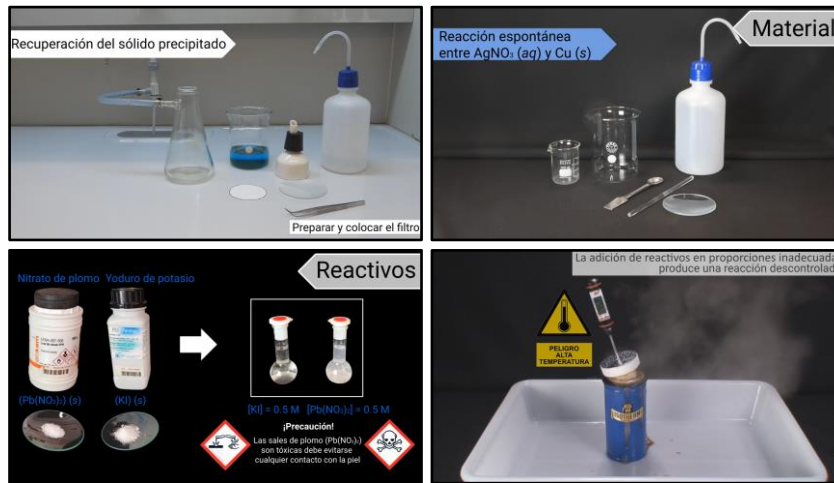 Recuperación del sólido precipitado
Preparar y colocar el filtro
Material
Reacción espontánea
entre AgNO₃ (aq) y Cu (s)
Reactivos
Nitrato de plomo
Yoduro de potasio
(Pb(NO₃)₂) (s)
(KI) (s)
[KI] = 0.5 M
[Pb(NO₃)₂] = 0.5 M
¡Precaución!
Las sales de plomo (Pb(NO₃)₂)
son tóxicas debe evitarse
cualquier contacto con la piel
La adición de reactivos en proporciones inadecuada
produce una reacción descontrolad
PELIGRO
ALTA
TEMPERATURA